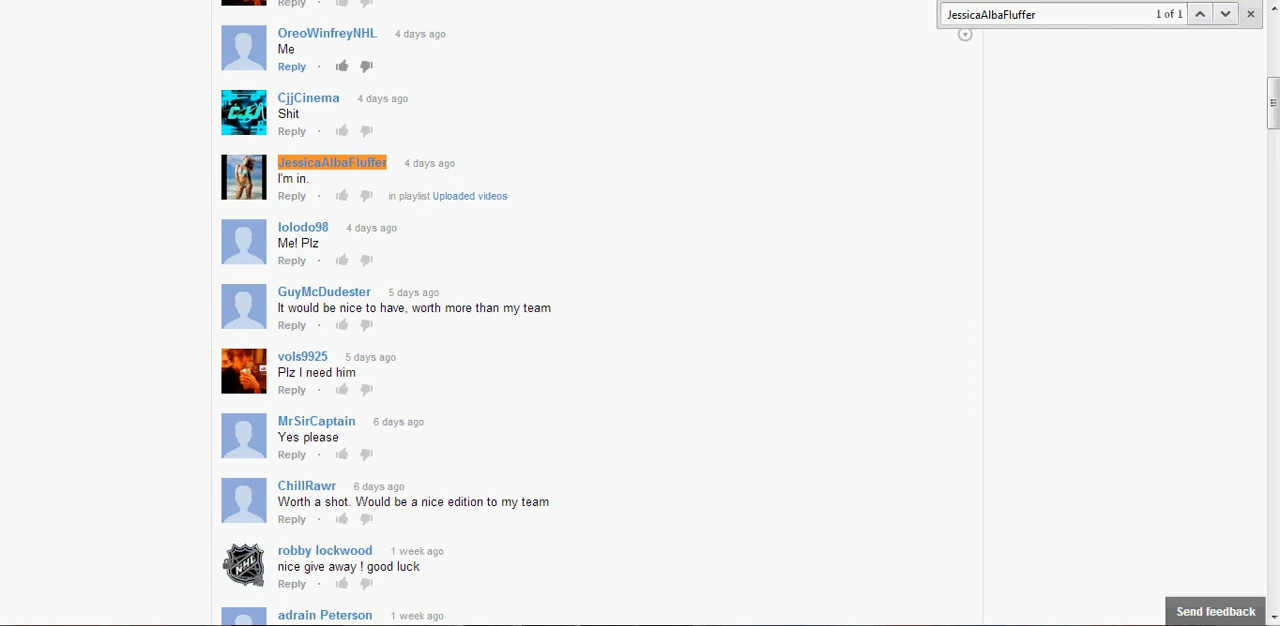 JessicaAlbaFluffer 1 of 1
Reply ·
OreoWinfreyNHL 4 days ago
Me
Reply ·
CjjCinema 4 days ago
Shit
Reply ·
JessicaAlbaFluffer 4 days ago
I'm in.
Reply · in playlist Uploaded videos
lolodo98 4 days ago
Me! Plz
Reply ·
GuyMcDudester 5 days ago
It would be nice to have, worth more than my team
Reply ·
vols9925 5 days ago
Plz I need him
Reply ·
MrSirCaptain 6 days ago
Yes please
Reply ·
ChillRawr 6 days ago
Worth a shot. Would be a nice edition to my team
Reply ·
robby lockwood 1 week ago
nice give away ! good luck
Reply ·
adrain Peterson 1 week ago
Send feedback